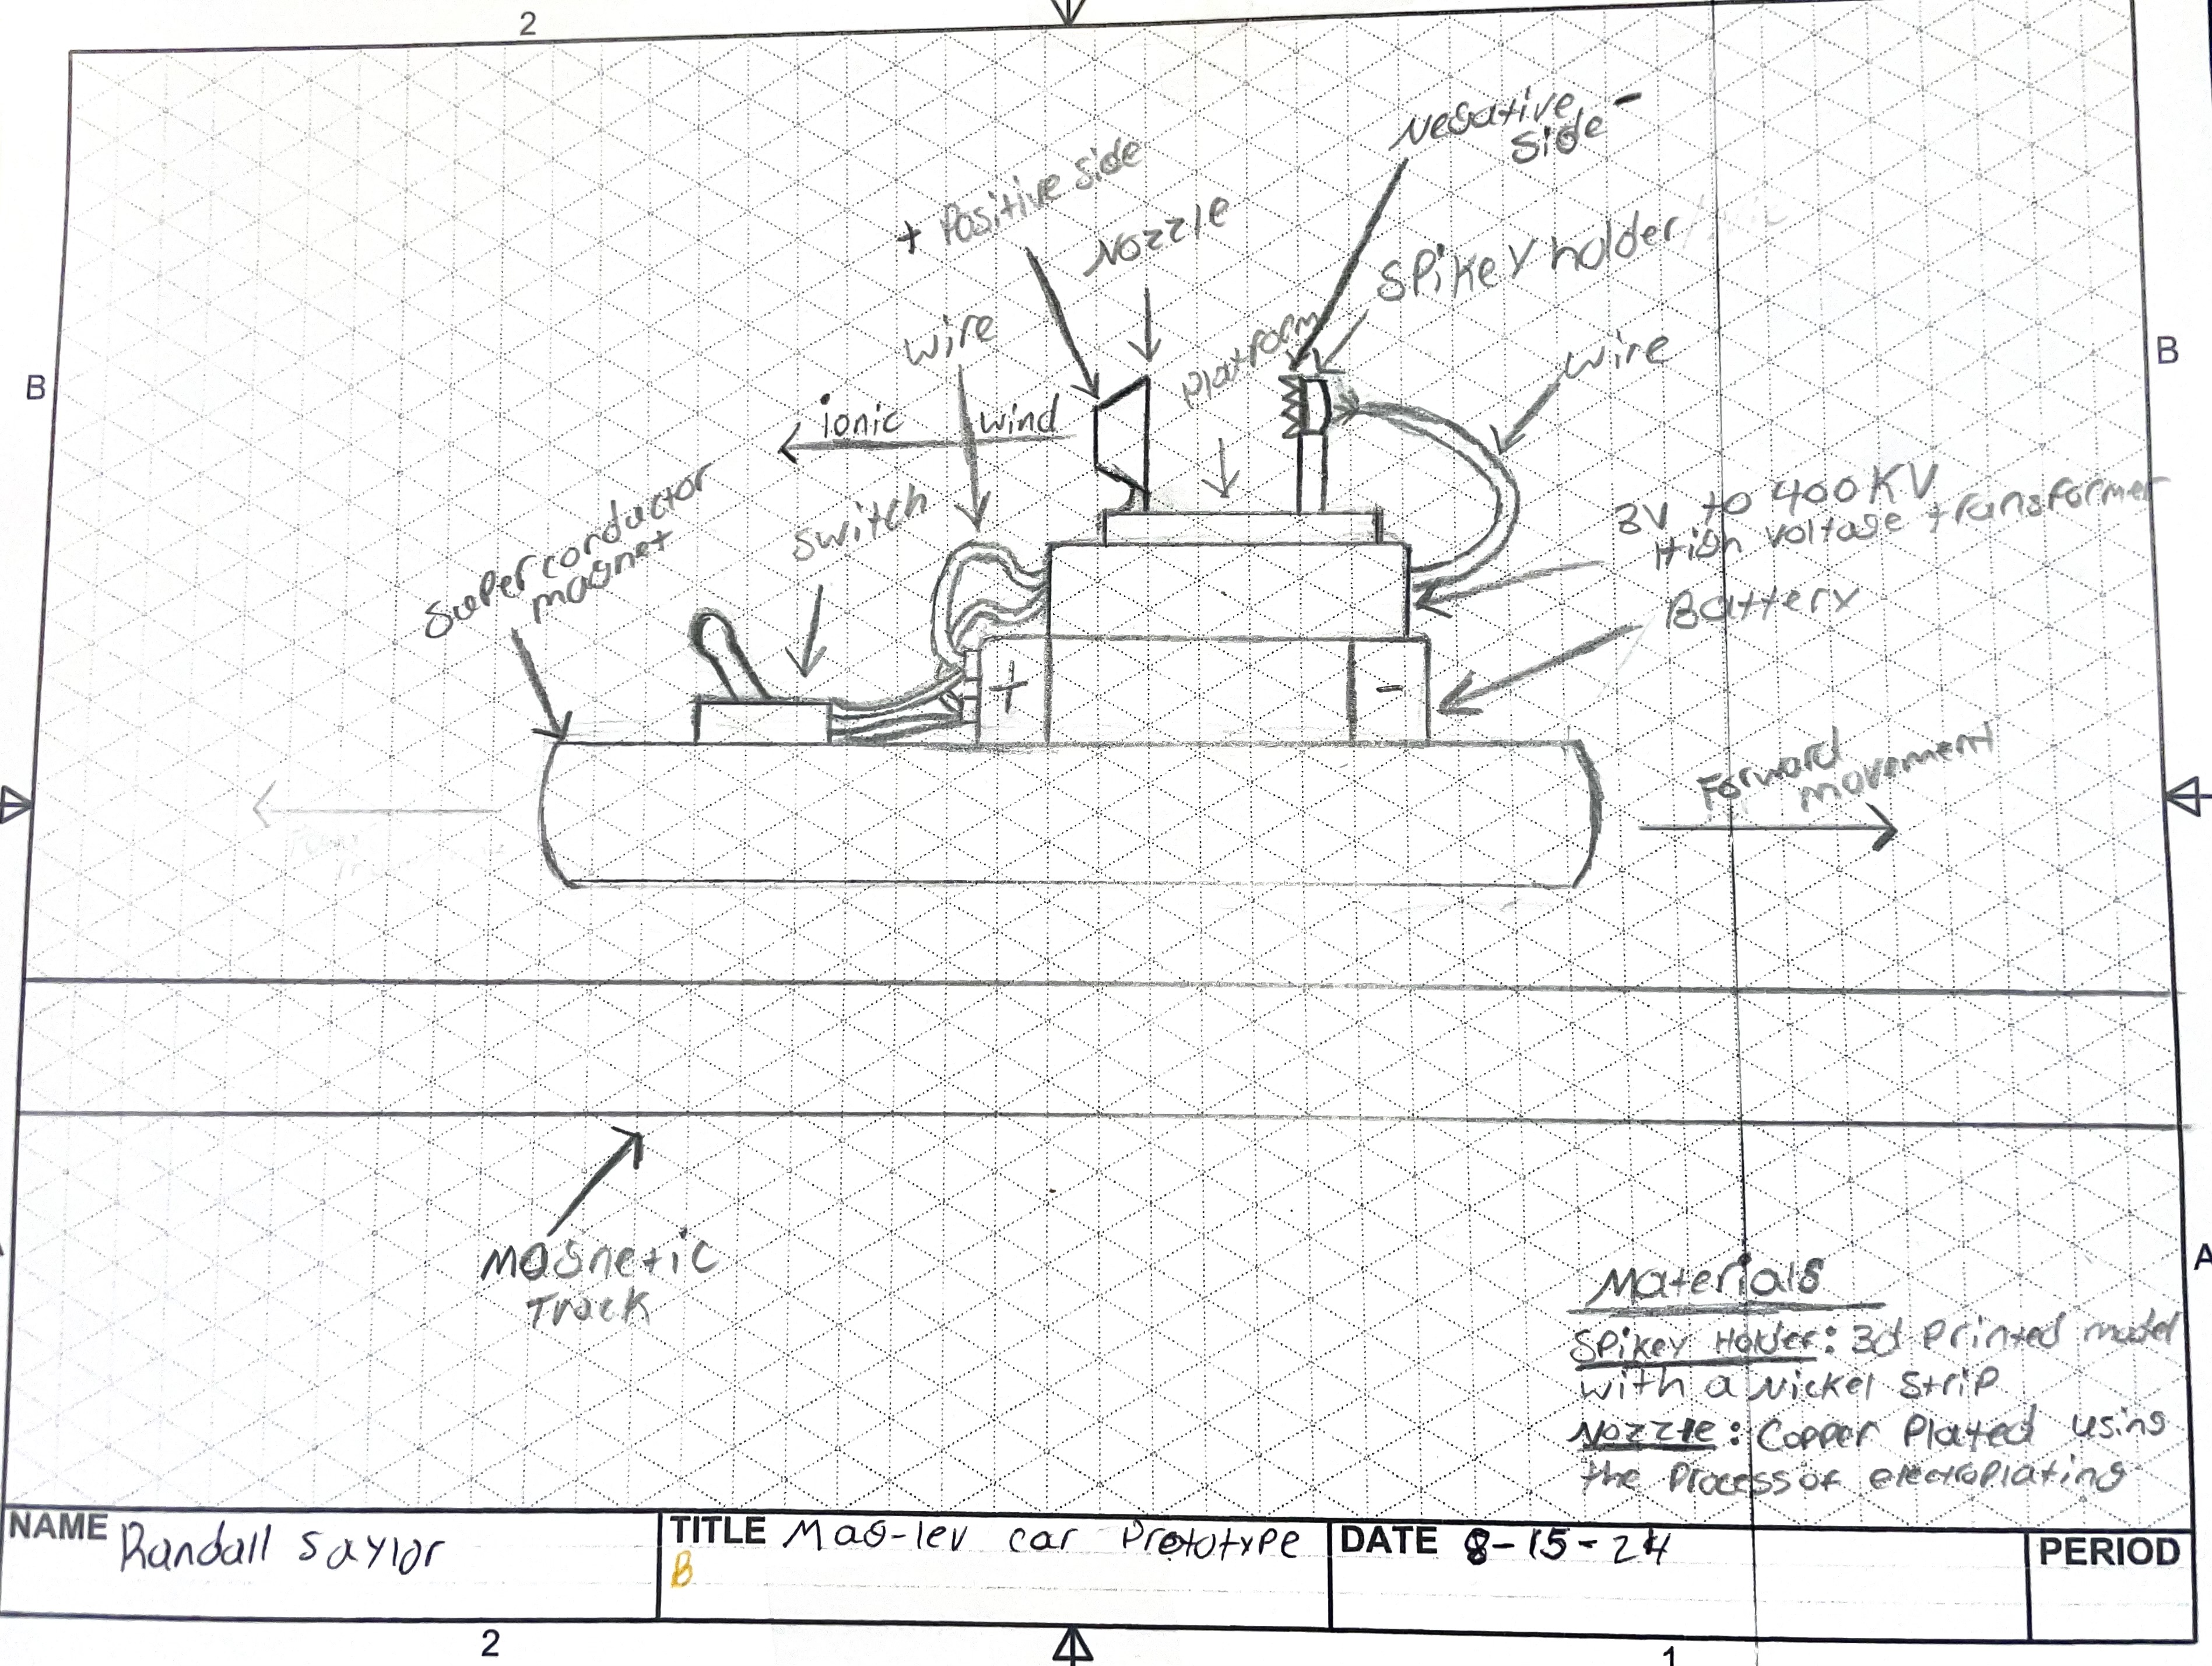 2
Negative -
Side
+ Positive side
Nozzle
Spikey holder
wire
platform
wire
B
B
ionic wind
Super conductor
magnet
switch
3V to 400KV
High voltage transformer
Battery
+
-
Forward
movement
Magnetic
Track
A
Materials
Spikey Holder: 3d Printed model
with a Nickel Strip
Nozzle: Copper Plated using
the Process of electroplating
NAME Randall Saylor
TITLE Mag-lev car Prototype
B
DATE 8-15-24
PERIOD
2
1